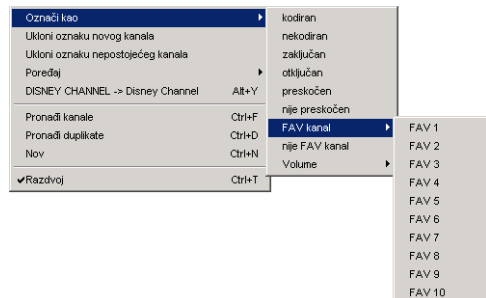 Označi kao
Ukloni oznaku novog kanala
Ukloni oznaku nepostojećeg kanala
Poređaj
DISNEY CHANNEL -> Disney Channel Alt+Y
Pronađi kanale Ctrl+F
Pronađi duplikate Ctrl+D
Nov Ctrl+N
✔Razdvoj Ctrl+T
kodiran
nekodiran
zaključan
otključan
preskočen
nije preskočen
FAV kanal
nije FAV kanal
Volume
FAV 1
FAV 2
FAV 3
FAV 4
FAV 5
FAV 6
FAV 7
FAV 8
FAV 9
FAV 10